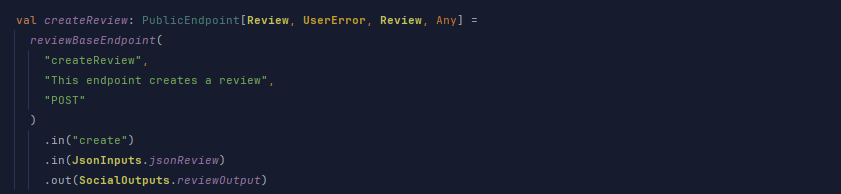 val createReview: PublicEndpoint[Review, UserError, Review, Any] =
reviewBaseEndpoint(
"createReview",
"This endpoint creates a review",
"POST"
)
.in("create")
.in(JsonInputs.jsonReview)
.out(SocialOutputs.reviewOutput)